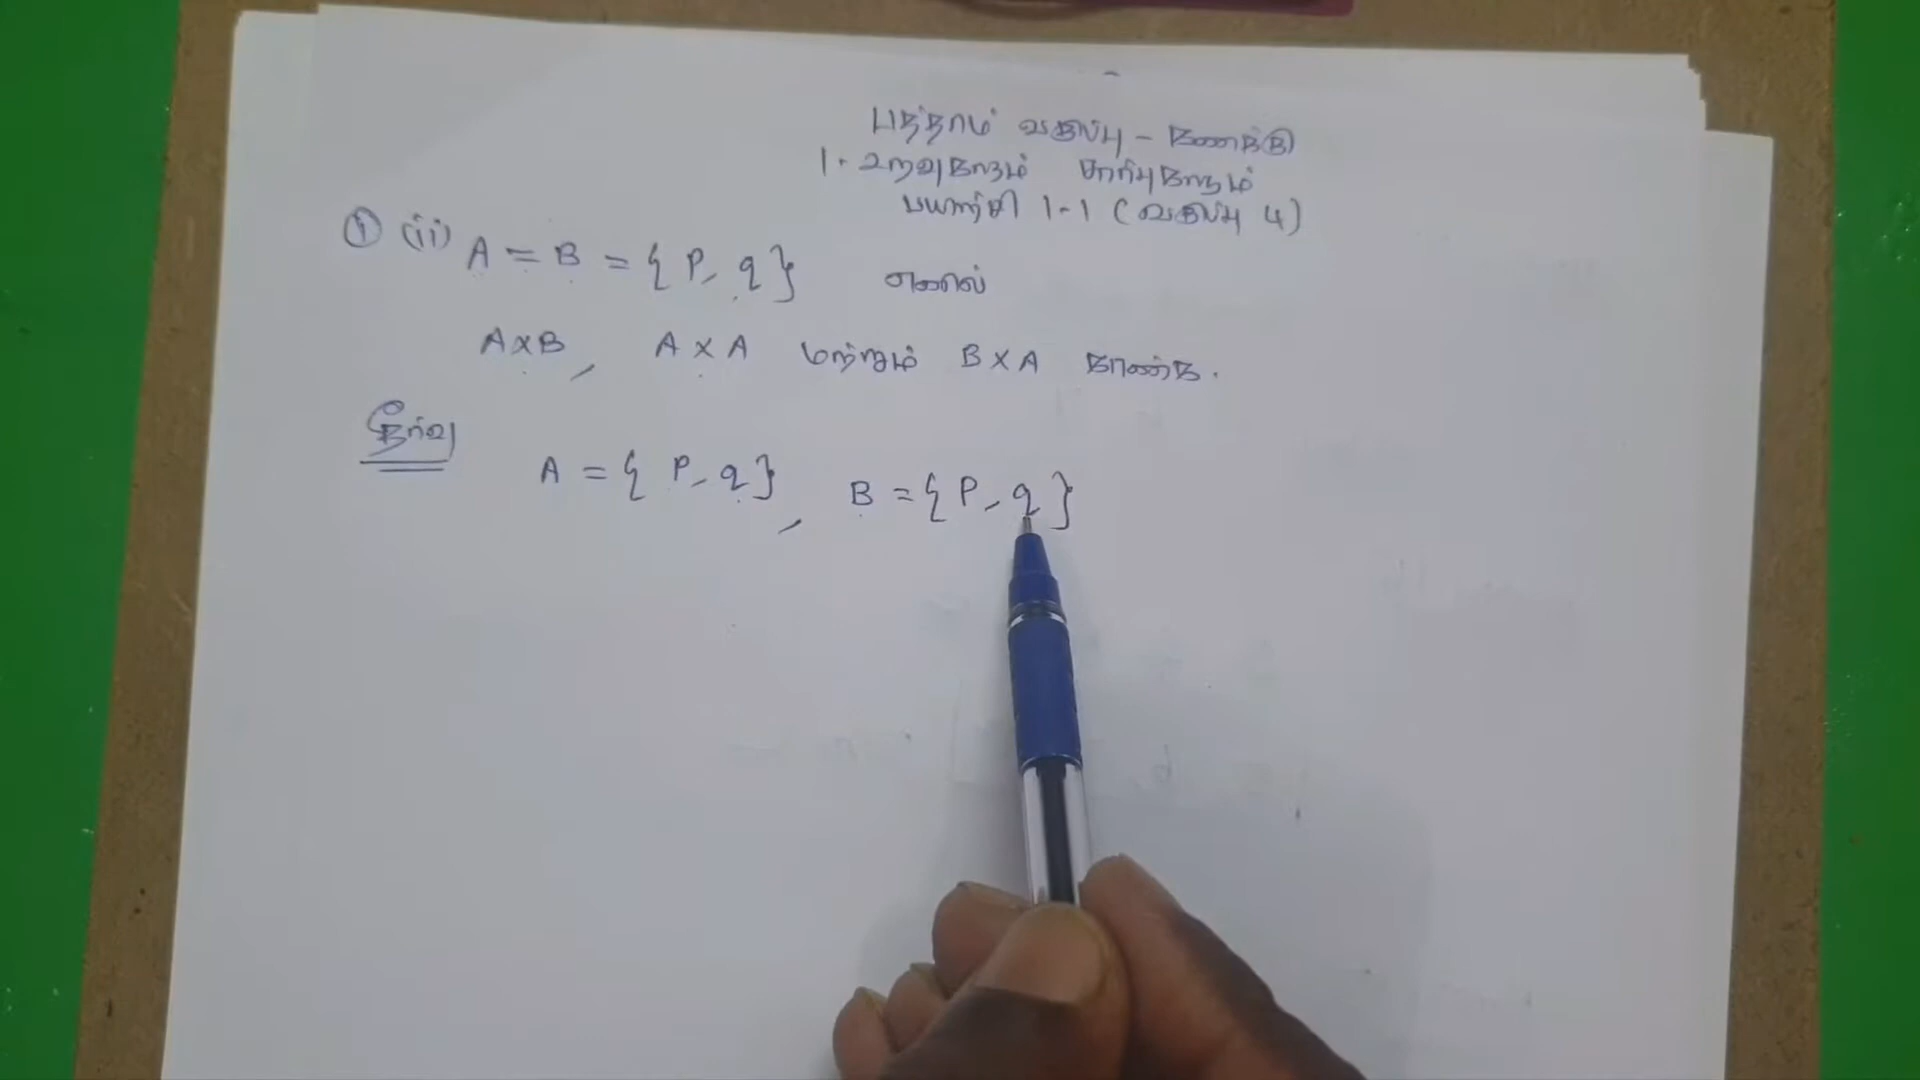 பத்தாம் வகுப்பு - கணக்கு
1. உறவுகளும் சார்புகளும்
பயிற்சி 1.1 (வகுப்பு 4)
① (ii) A = B = { P, q } எனில்
A×B, A × A மற்றும் B × A காண்க.
தீர்வு
A = { P, q }, B = { P, q }